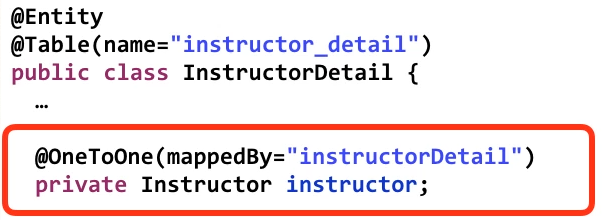 @Entity
@Table(name="instructor_detail")
public class InstructorDetail {
…
@OneToOne(mappedBy="instructorDetail")
private Instructor instructor;